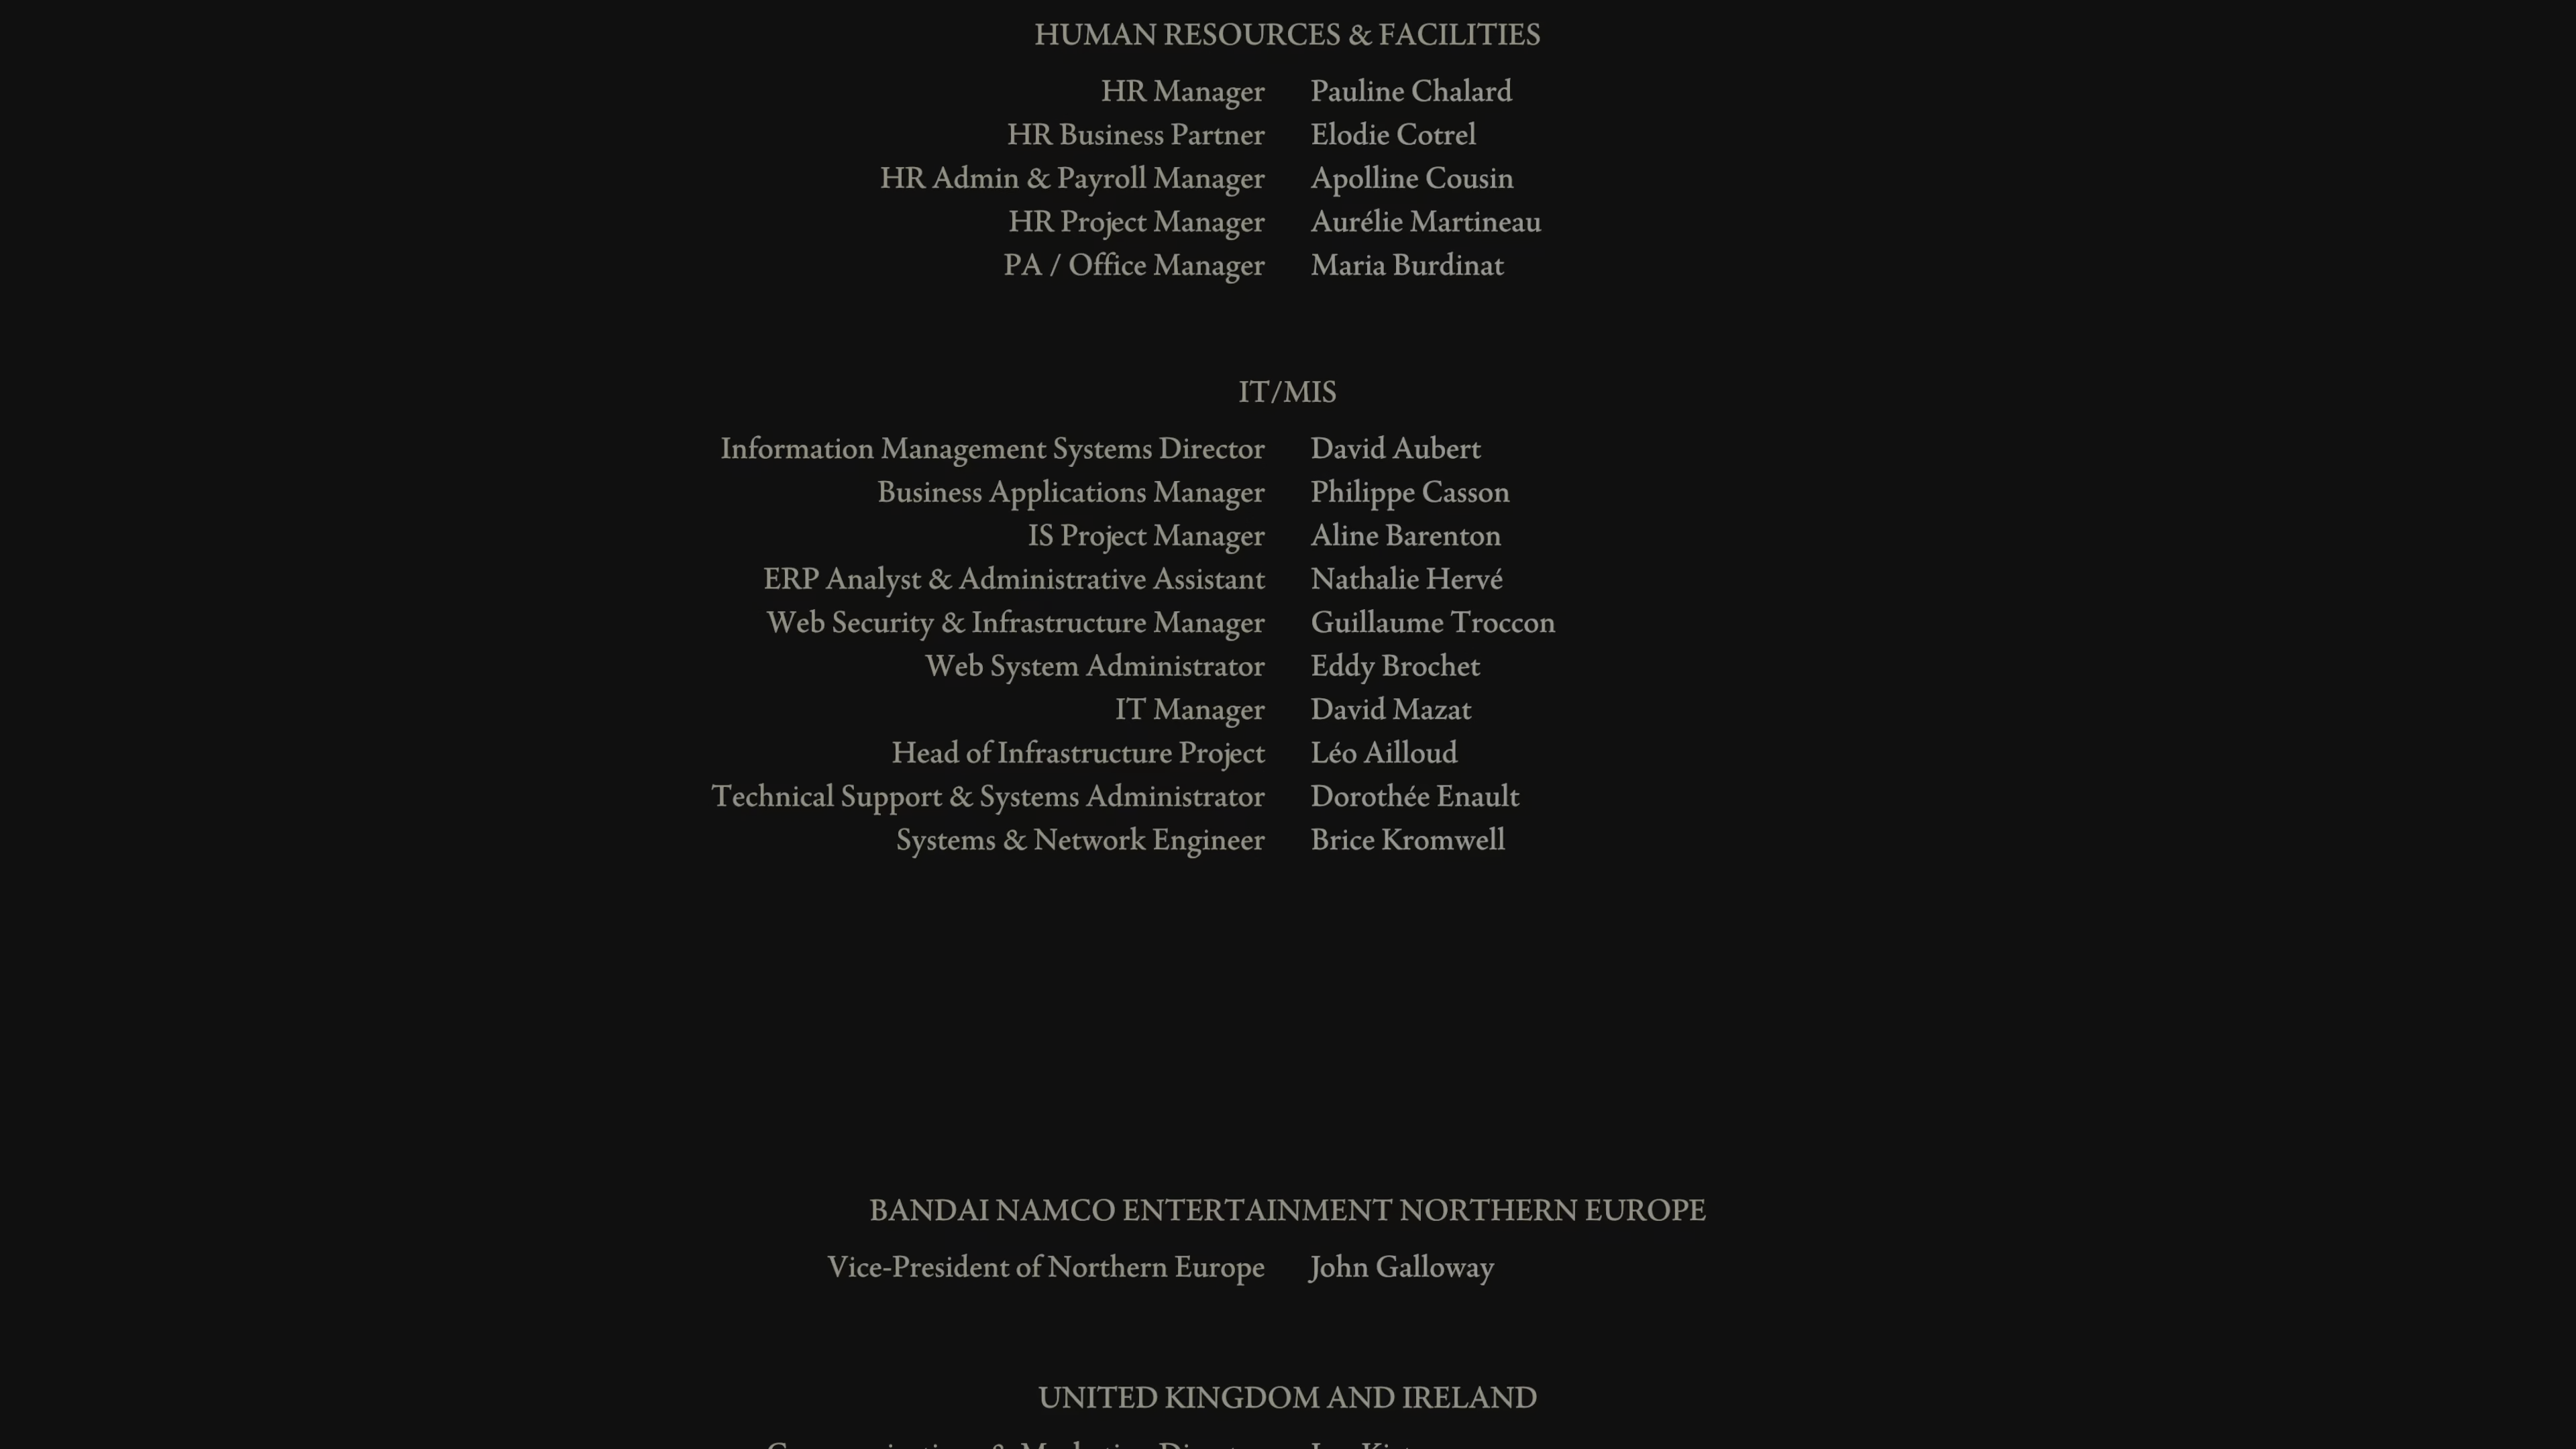 HUMAN RESOURCES & FACILITIES
HR Manager Pauline Chalard
HR Business Partner Elodie Cotrel
HR Admin & Payroll Manager Apolline Cousin
HR Project Manager Aurélie Martineau
PA / Office Manager Maria Burdinat
IT/MIS
Information Management Systems Director David Aubert
Business Applications Manager Philippe Casson
IS Project Manager Aline Barenton
ERP Analyst & Administrative Assistant Nathalie Hervé
Web Security & Infrastructure Manager Guillaume Troccon
Web System Administrator Eddy Brochet
IT Manager David Mazat
Head of Infrastructure Project Léo Ailloud
Technical Support & Systems Administrator Dorothée Enault
Systems & Network Engineer Brice Kromwell
BANDAI NAMCO ENTERTAINMENT NORTHERN EUROPE
Vice-President of Northern Europe John Galloway
UNITED KINGDOM AND IRELAND